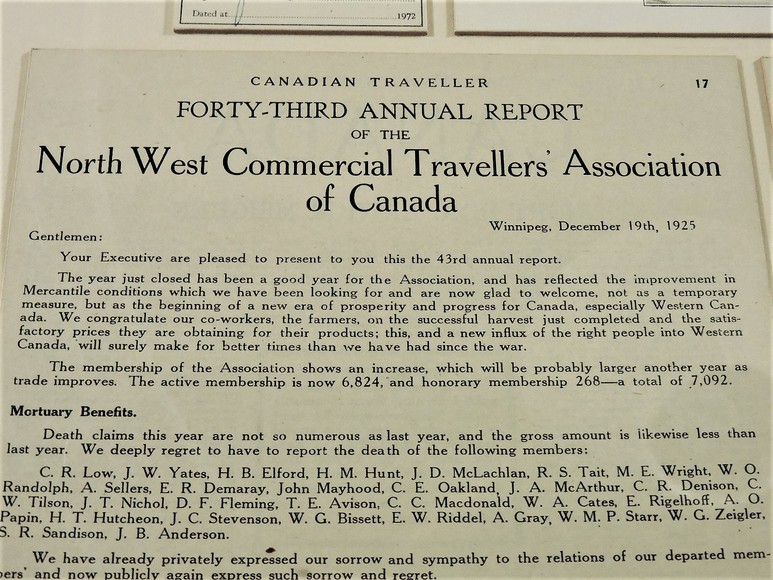 Dated at 1972
CANADIAN TRAVELLER 17
FORTY-THIRD ANNUAL REPORT
OF THE
North West Commercial Travellers' Association
of Canada
Winnipeg, December 19th, 1925
Gentlemen:
Your Executive are pleased to present to you this the 43rd annual report.
The year just closed has been a good year for the Association, and has reflected the improvement in
Mercantile conditions which we have been looking for and are now glad to welcome, not as a temporary
measure, but as the beginning of a new era of prosperity and progress for Canada, especially Western Can-
ada. We congratulate our co-workers, the farmers, on the successful harvest just completed and the satis-
factory prices they are obtaining for their products; this, and a new influx of the right people into Western
Canada, will surely make for better times than we have had since the war.
The membership of the Association shows an increase, which will be probably larger another year as
trade improves. The active membership is now 6,824, and honorary membership 268—a total of 7,092.
Mortuary Benefits.
Death claims this year are not so numerous as last year, and the gross amount is likewise less than
last year. We deeply regret to have to report the death of the following members:
C. R. Low, J. W. Yates, H. B. Elford, H. M. Hunt, J. D. McLachlan, R. S. Tait, M. E. Wright, W. O.
Randolph, A. Sellers, E. R. Demaray, John Mayhood, C. E. Oakland, J. A. McArthur, C. R. Denison, C.
W. Tilson, J. T. Nichol, D. F. Fleming, T. E. Avison, C. C. Macdonald, W. A. Cates, E. Rigelhoff, A. O.
Papin, H. T. Hutcheon, J. C. Stevenson, W. G. Bissett, E. W. Riddel, A. Gray, W. M. P. Starr, W. G. Zeigler,
S. R. Sandison, J. B. Anderson.
We have already privately expressed our sorrow and sympathy to the relations of our departed mem-
bers and now publicly again express such sorrow and regret.